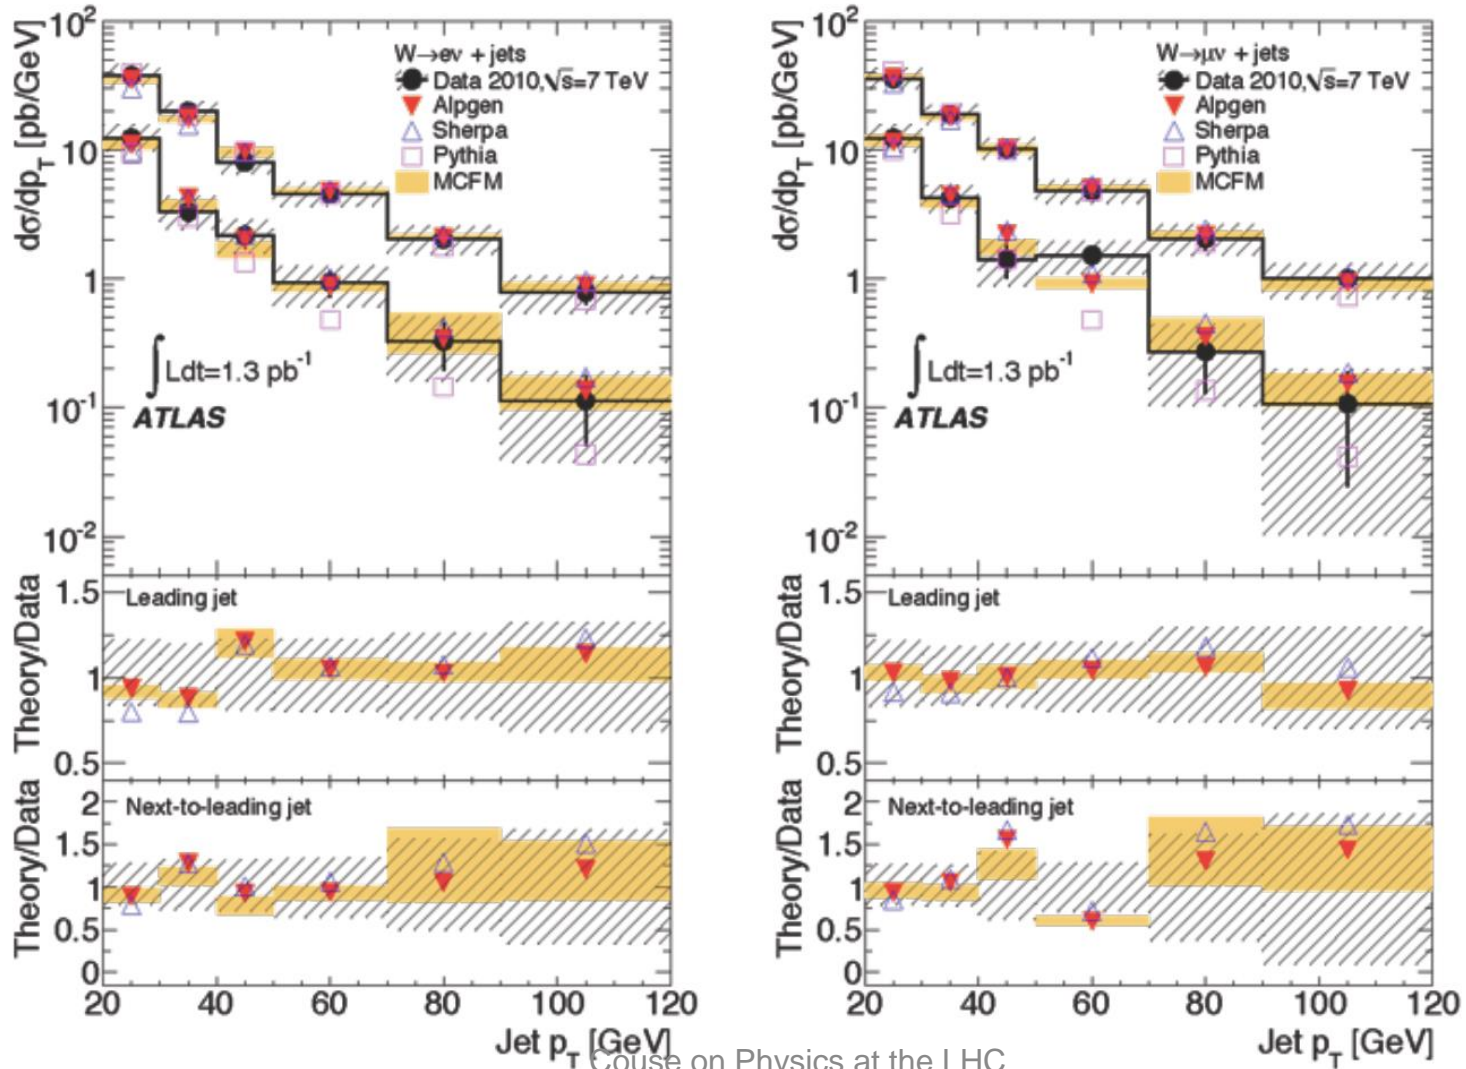 W→eν + jets
Data 2010,√s=7 TeV
Alpgen
Sherpa
Pythia
MCFM
dσ/dp_T [pb/GeV]
10²
10
1
10⁻¹
10⁻²
∫Ldt=1.3 pb⁻¹
ATLAS
Theory/Data
1.5
1
0.5
Leading jet
Theory/Data
2
1.5
1
0.5
0
Next-to-leading jet
20 40 60 80 100 120
Jet p_T [GeV]
W→μν + jets
Data 2010,√s=7 TeV
Alpgen
Sherpa
Pythia
MCFM
dσ/dp_T [pb/GeV]
10²
10
1
10⁻¹
10⁻²
∫Ldt=1.3 pb⁻¹
ATLAS
Theory/Data
1.5
1
0.5
Leading jet
Theory/Data
2
1.5
1
0.5
0
Next-to-leading jet
20 40 60 80 100 120
Jet p_T [GeV]
Couse on Physics at the LHC